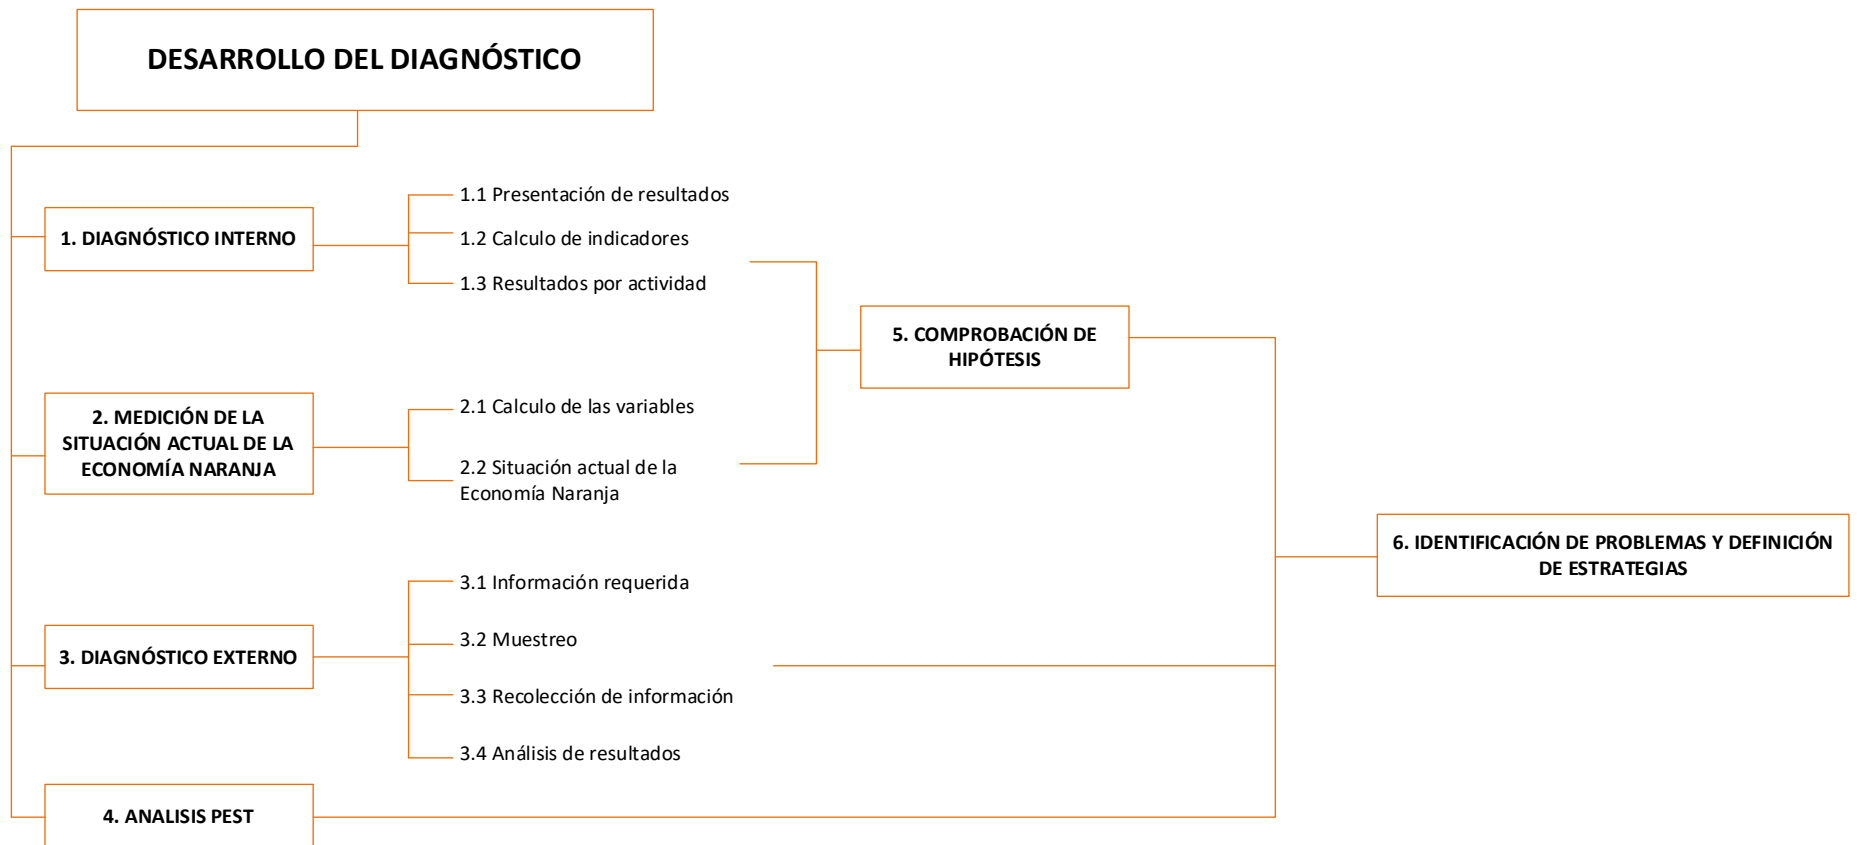 DESARROLLO DEL DIAGNÓSTICO
1. DIAGNÓSTICO INTERNO
1.1 Presentación de resultados
1.2 Calculo de indicadores
1.3 Resultados por actividad
2. MEDICIÓN DE LA
SITUACIÓN ACTUAL DE LA
ECONOMÍA NARANJA
2.1 Calculo de las variables
2.2 Situación actual de la
Economía Naranja
3. DIAGNÓSTICO EXTERNO
3.1 Información requerida
3.2 Muestreo
3.3 Recolección de información
3.4 Análisis de resultados
4. ANALISIS PEST
5. COMPROBACIÓN DE
HIPÓTESIS
6. IDENTIFICACIÓN DE PROBLEMAS Y DEFINICIÓN
DE ESTRATEGIAS